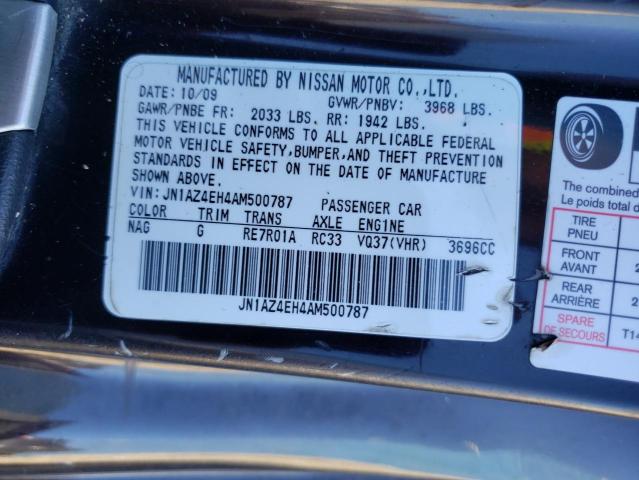 MANUFACTURED BY NISSAN MOTOR CO.,LTD.
DATE: 10/09 GVWR/PNBV: 3968 LBS.
GAWR/PNBE FR: 2033 LBS. RR: 1942 LBS.
THIS VEHICLE CONFORMS TO ALL APPLICABLE FEDERAL
MOTOR VEHICLE SAFETY,BUMPER,AND THEFT PREVENTION
STANDARDS IN EFFECT ON THE DATE OF MANUFACTURE
SHOWN ABOVE.
VIN: JN1AZ4EH4AM500787 PASSENGER CAR
COLOR TRIM TRANS AXLE ENGINE
NAG G RE7R01A RC33 VQ37(VHR) 3696CC
JN1AZ4EH4AM500787
The combined
Le poids total
TIRE
PNEU
FRONT
AVANT
REAR
ARRIÈRE
SPARE
DE SECOURS